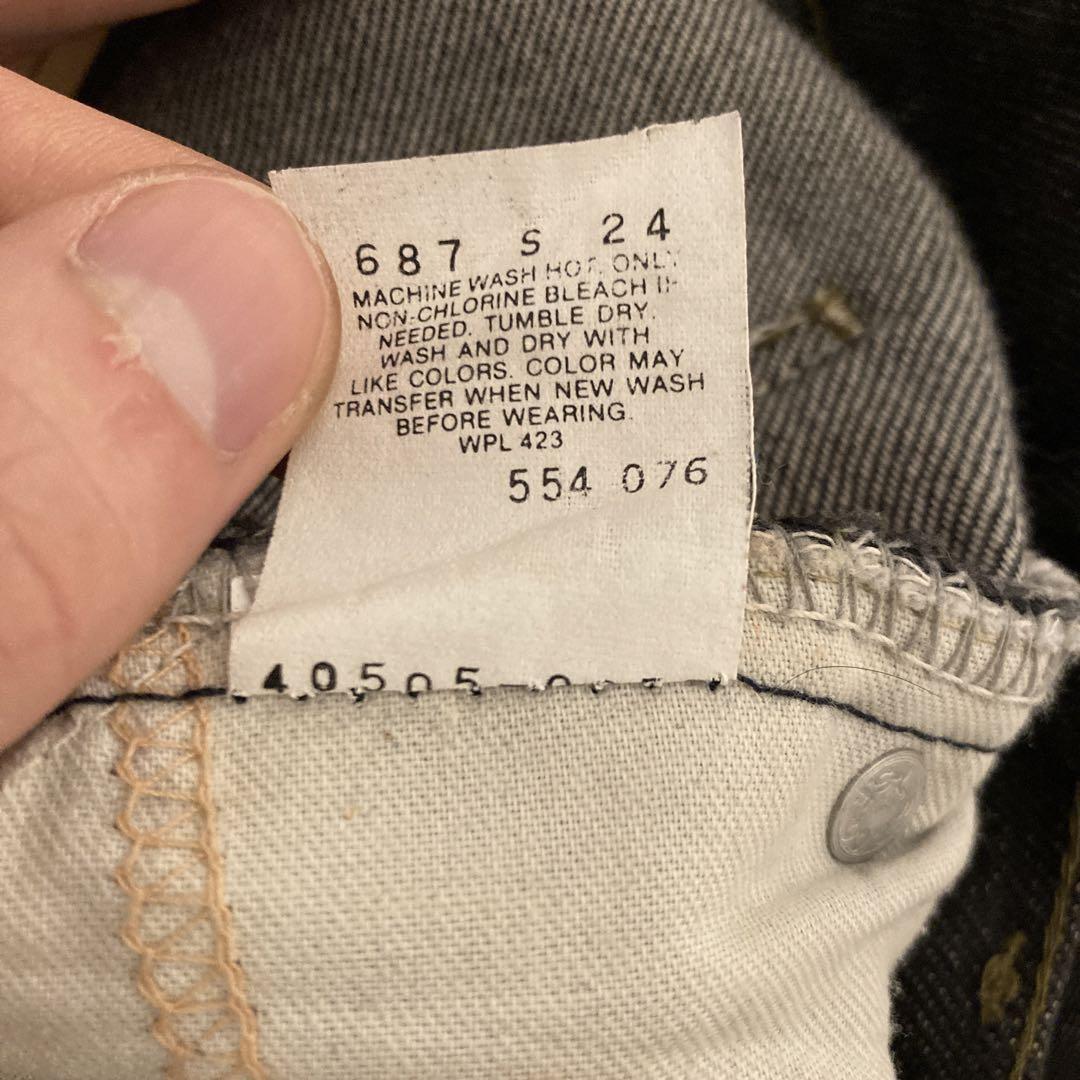 687 S 24
MACHINE WASH HOT. ONLY
NON-CHLORINE BLEACH IF
NEEDED. TUMBLE DRY.
WASH AND DRY WITH
LIKE COLORS. COLOR MAY
TRANSFER WHEN NEW WASH
BEFORE WEARING.
WPL 423
554 076
40505